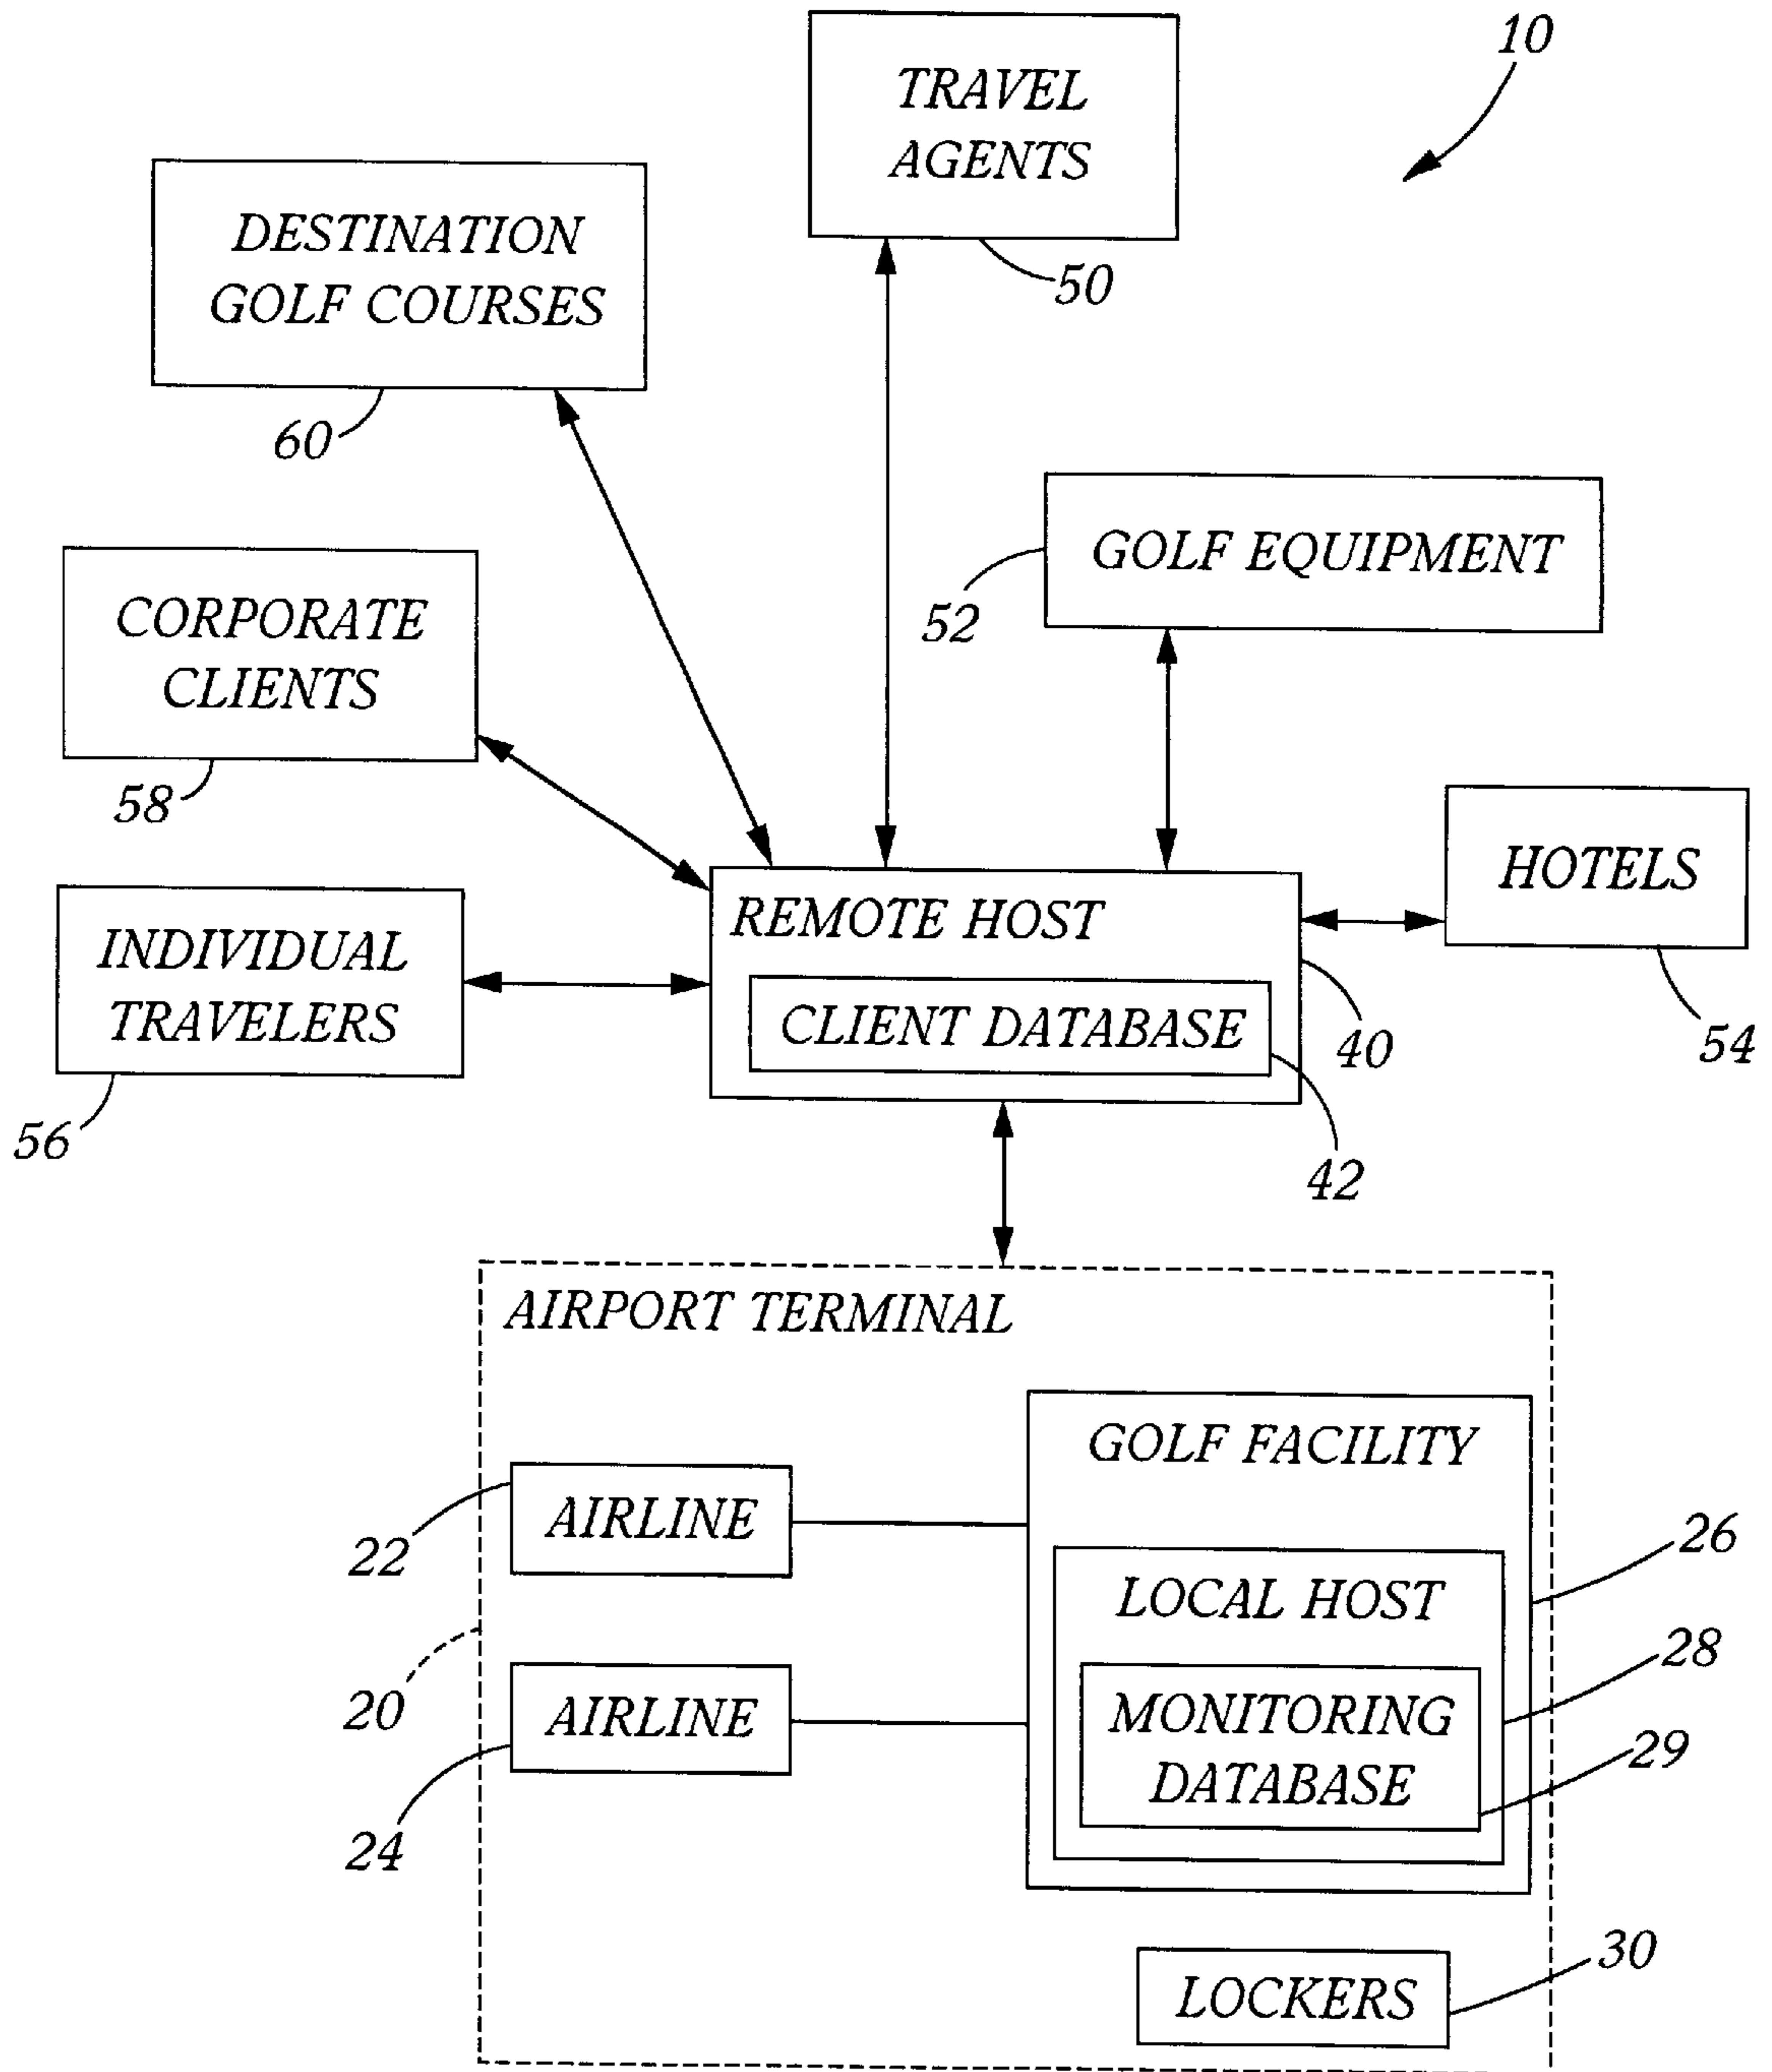 10
TRAVEL
AGENTS
50
DESTINATION
GOLF COURSES
60
GOLF EQUIPMENT
52
CORPORATE
CLIENTS
58
HOTELS
54
INDIVIDUAL
TRAVELERS
56
REMOTE HOST
CLIENT DATABASE
40
42
AIRPORT TERMINAL
GOLF FACILITY
AIRLINE
22
26
LOCAL HOST
28
20
AIRLINE
MONITORING
DATABASE
29
24
LOCKERS
30